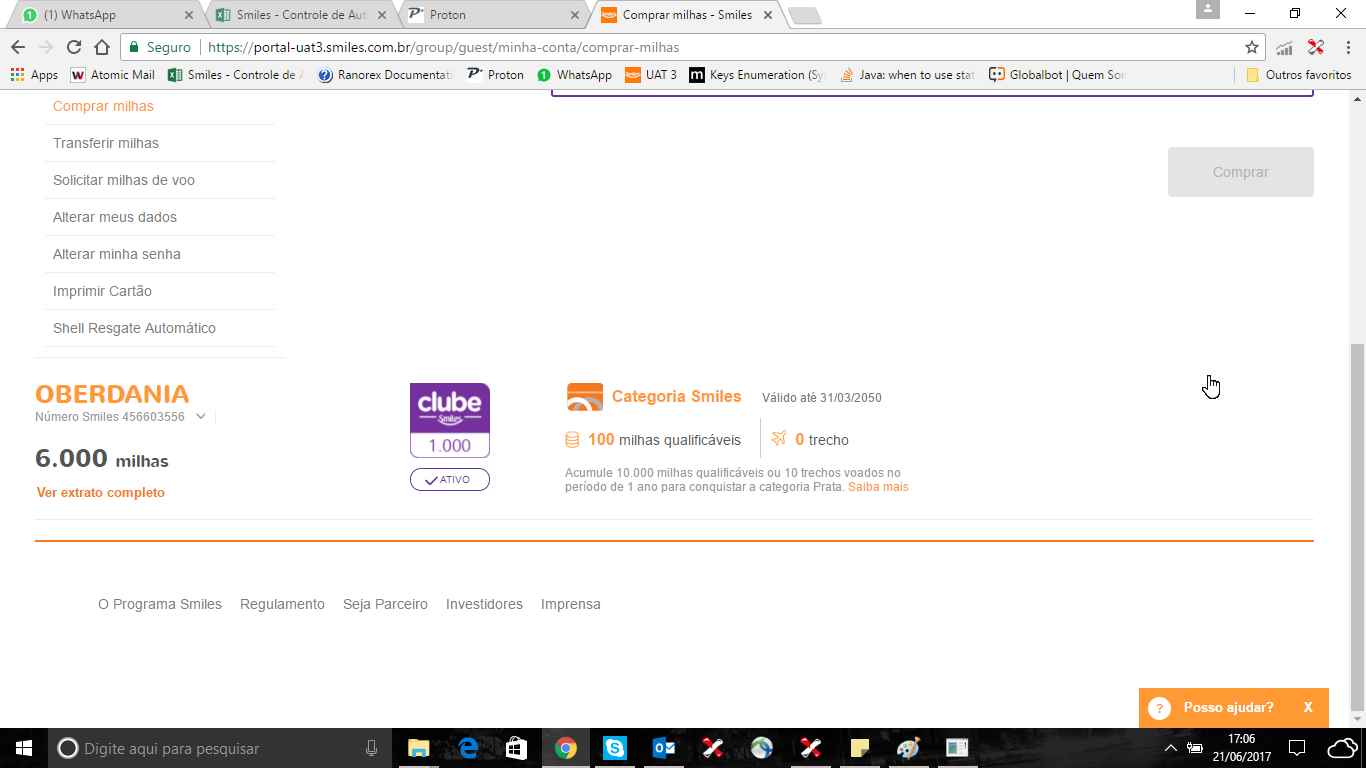 (1) WhatsApp
Smiles - Controle de Aut
Proton
Comprar milhas - Smiles
Seguro
https://portal-uat3.smiles.com.br/group/guest/minha-conta/comprar-milhas
Apps
Atomic Mail
Smiles - Controle de A
Ranorex Documentati
Proton
WhatsApp
UAT 3
Keys Enumeration (Sy
Java: when to use stat
Globalbot | Quem Som
Outros favoritos
Comprar milhas
Transferir milhas
Solicitar milhas de voo
Alterar meus dados
Alterar minha senha
Imprimir Cartão
Shell Resgate Automático
Comprar
OBERDANIA
Número Smiles 456603556
6.000 milhas
Ver extrato completo
clube
Smiles
1.000
ATIVO
Categoria Smiles
Válido até 31/03/2050
100 milhas qualificáveis
0 trecho
Acumule 10.000 milhas qualificáveis ou 10 trechos voados no
período de 1 ano para conquistar a categoria Prata. Saiba mais
O Programa Smiles
Regulamento
Seja Parceiro
Investidores
Imprensa
? Posso ajudar? X
Digite aqui para pesquisar
17:06
21/06/2017